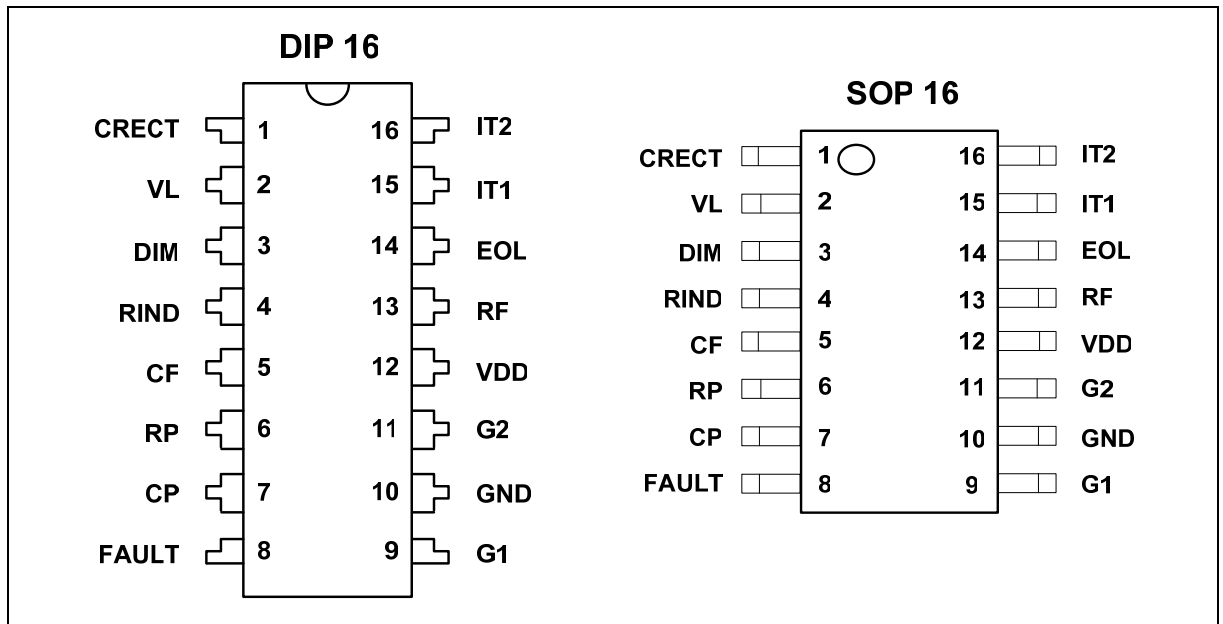 DIP 16
CRECT 1 16 IT2
VL 2 15 IT1
DIM 3 14 EOL
RIND 4 13 RF
CF 5 12 VDD
RP 6 11 G2
CP 7 10 GND
FAULT 8 9 G1
SOP 16
CRECT 1 16 IT2
VL 2 15 IT1
DIM 3 14 EOL
RIND 4 13 RF
CF 5 12 VDD
RP 6 11 G2
CP 7 10 GND
FAULT 8 9 G1